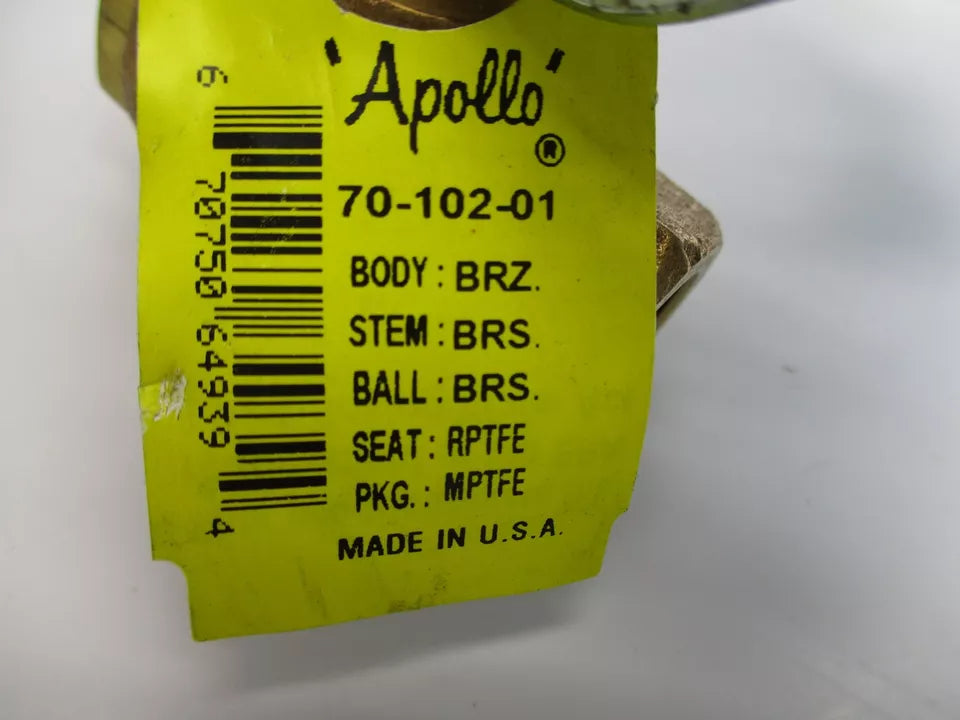 "Apollo"®
70-102-01
BODY: BRZ.
STEM: BRS.
BALL: BRS.
SEAT: RPTFE
PKG.: MPTFE
MADE IN U.S.A.
6 70750 64939 4